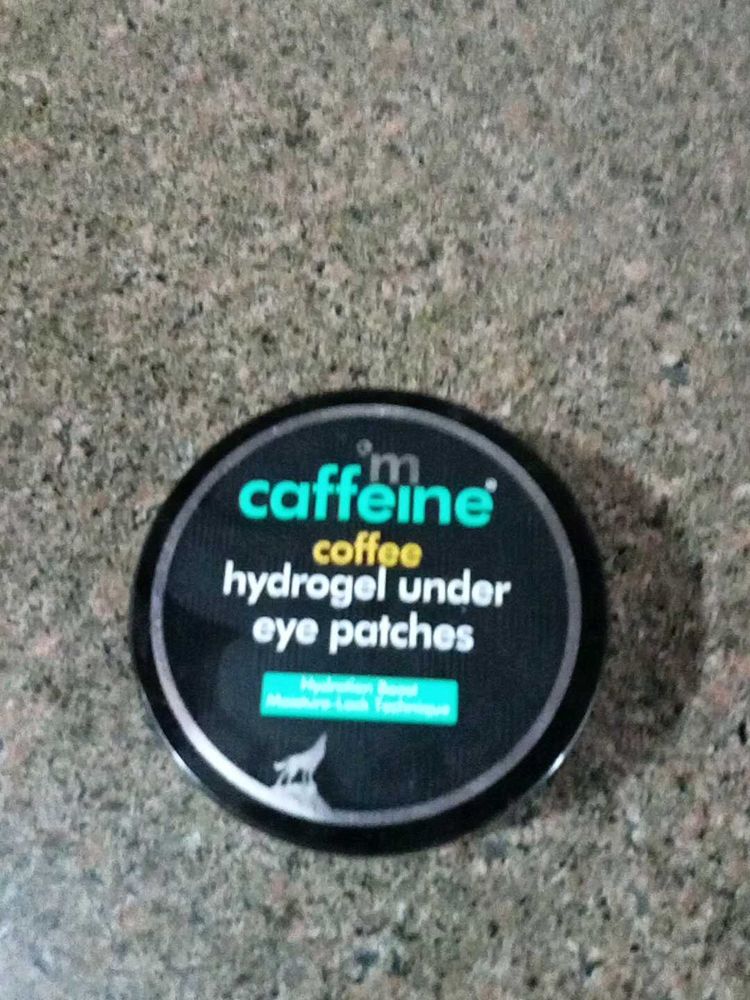 'm
caffeine
coffee
hydrogel under
eye patches
Hydration Boost
Moisture-Lock Technique